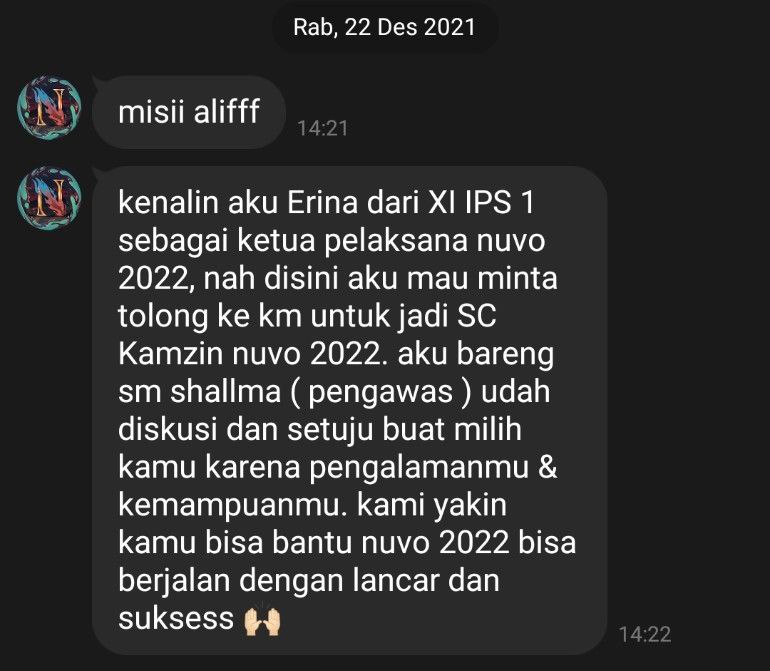 Rab, 22 Des 2021
misii alifff
14:21
kenalin aku Erina dari XI IPS 1
sebagai ketua pelaksana nuvo
2022, nah disini aku mau minta
tolong ke km untuk jadi SC
Kamzin nuvo 2022. aku bareng
sm shallma ( pengawas ) udah
diskusi dan setuju buat milih
kamu karena pengalamanmu &
kemampuanmu. kami yakin
kamu bisa bantu nuvo 2022 bisa
berjalan dengan lancar dan
suksess 🙌🏻
14:22